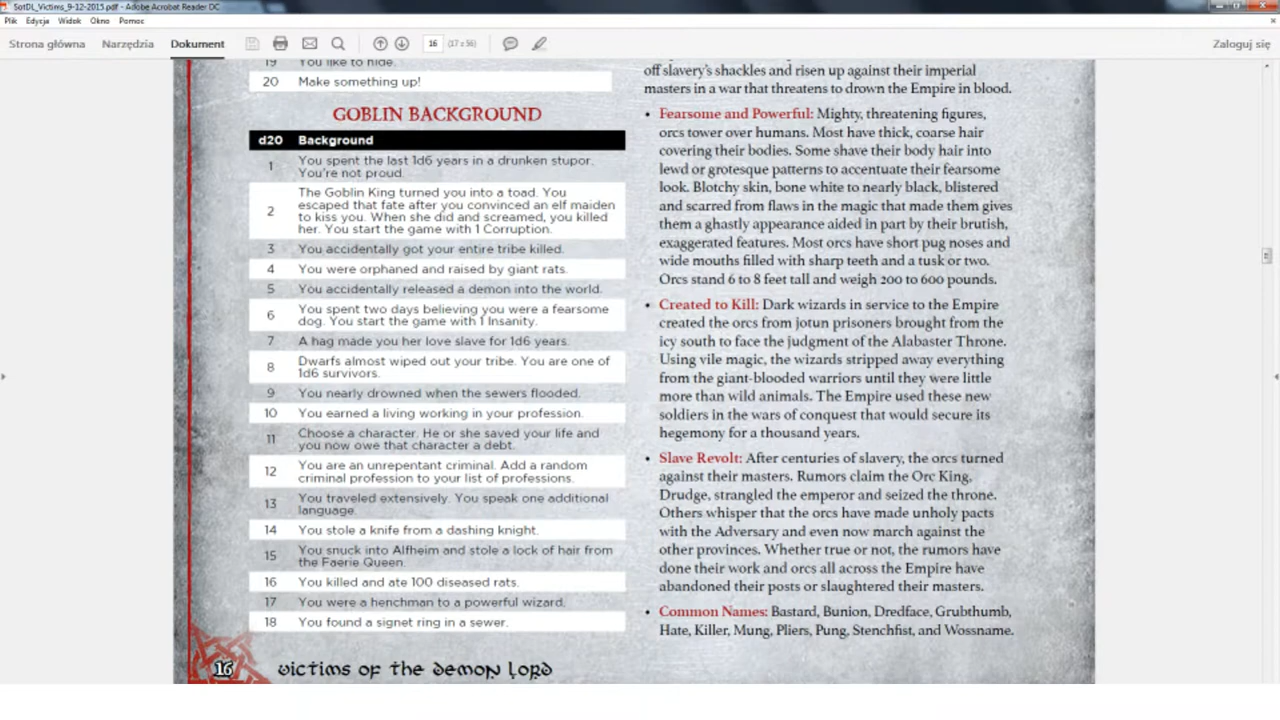 SotDL_Victims_9-12-2015.pdf - Adobe Acrobat Reader DC
Plik Edycja Widok Okno Pomoc
Strona główna Narzędzia Dokument 16 (17 z 56) Zaloguj się
19 You like to hide.
20 Make something up!
GOBLIN BACKGROUND
d20 Background
1 You spent the last 1d6 years in a drunken stupor.
You're not proud.
2 The Goblin King turned you into a toad. You
escaped that fate after you convinced an elf maiden
to kiss you. When she did and screamed, you killed
her. You start the game with 1 Corruption.
3 You accidentally got your entire tribe killed.
4 You were orphaned and raised by giant rats.
5 You accidentally released a demon into the world.
6 You spent two days believing you were a fearsome
dog. You start the game with 1 Insanity.
7 A hag made you her love slave for 1d6 years.
8 Dwarfs almost wiped out your tribe. You are one of
1d6 survivors.
9 You nearly drowned when the sewers flooded.
10 You earned a living working in your profession.
11 Choose a character. He or she saved your life and
you now owe that character a debt.
12 You are an unrepentant criminal. Add a random
criminal profession to your list of professions.
13 You traveled extensively. You speak one additional
language.
14 You stole a knife from a dashing knight.
15 You snuck into Alfheim and stole a lock of hair from
the Faerie Queen.
16 You killed and ate 100 diseased rats.
17 You were a henchman to a powerful wizard.
18 You found a signet ring in a sewer.
16 Victims of the Demon Lord
off slavery's shackles and risen up against their imperial
masters in a war that threatens to drown the Empire in blood.
• Fearsome and Powerful: Mighty, threatening figures,
orcs tower over humans. Most have thick, coarse hair
covering their bodies. Some shave their body hair into
lewd or grotesque patterns to accentuate their fearsome
look. Blotchy skin, bone white to nearly black, blistered
and scarred from flaws in the magic that made them gives
them a ghastly appearance aided in part by their brutish,
exaggerated features. Most orcs have short pug noses and
wide mouths filled with sharp teeth and a tusk or two.
Orcs stand 6 to 8 feet tall and weigh 200 to 600 pounds.
• Created to Kill: Dark wizards in service to the Empire
created the orcs from jotun prisoners brought from the
icy south to face the judgment of the Alabaster Throne.
Using vile magic, the wizards stripped away everything
from the giant-blooded warriors until they were little
more than wild animals. The Empire used these new
soldiers in the wars of conquest that would secure its
hegemony for a thousand years.
• Slave Revolt: After centuries of slavery, the orcs turned
against their masters. Rumors claim the Orc King,
Drudge, strangled the emperor and seized the throne.
Others whisper that the orcs have made unholy pacts
with the Adversary and even now march against the
other provinces. Whether true or not, the rumors have
done their work and orcs all across the Empire have
abandoned their posts or slaughtered their masters.
• Common Names: Bastard, Bunion, Dredface, Grubthumb,
Hate, Killer, Mung, Pliers, Pung, Stenchfist, and Wossname.